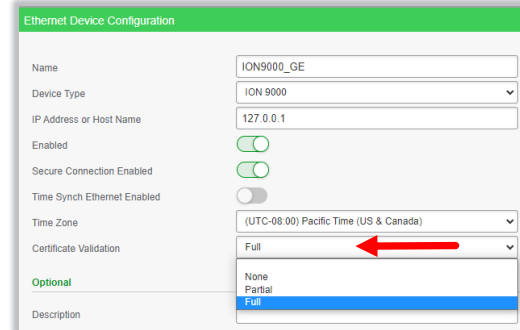 Ethernet Device Configuration
Name ION9000_GE
Device Type ION 9000
IP Address or Host Name 127.0.0.1
Enabled
Secure Connection Enabled
Time Synch Ethernet Enabled
Time Zone (UTC-08:00) Pacific Time (US & Canada)
Certificate Validation Full
None
Partial
Optional
Full
Description